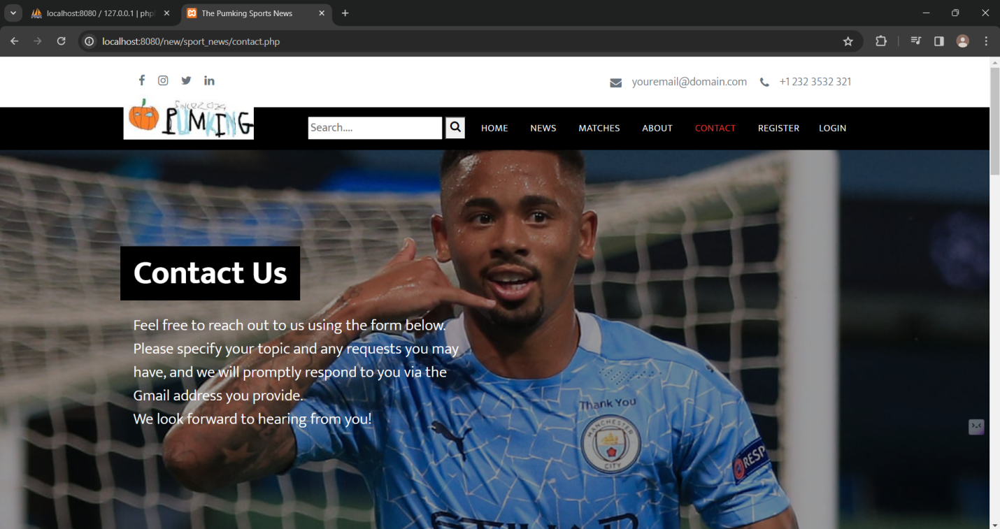 localhost:8080 / 127.0.0.1 | php
The Pumking Sports News
localhost:8080/new/sport_news/contact.php
youremail@domain.com
+1 232 3532 321
SINCE2024
PUMKING
Search....
HOME
NEWS
MATCHES
ABOUT
CONTACT
REGISTER
LOGIN
Contact Us
Feel free to reach out to us using the form below.
Please specify your topic and any requests you may
have, and we will promptly respond to you via the
Gmail address you provide.
We look forward to hearing from you!
Thank You
MANCHESTER
CITY
RESP